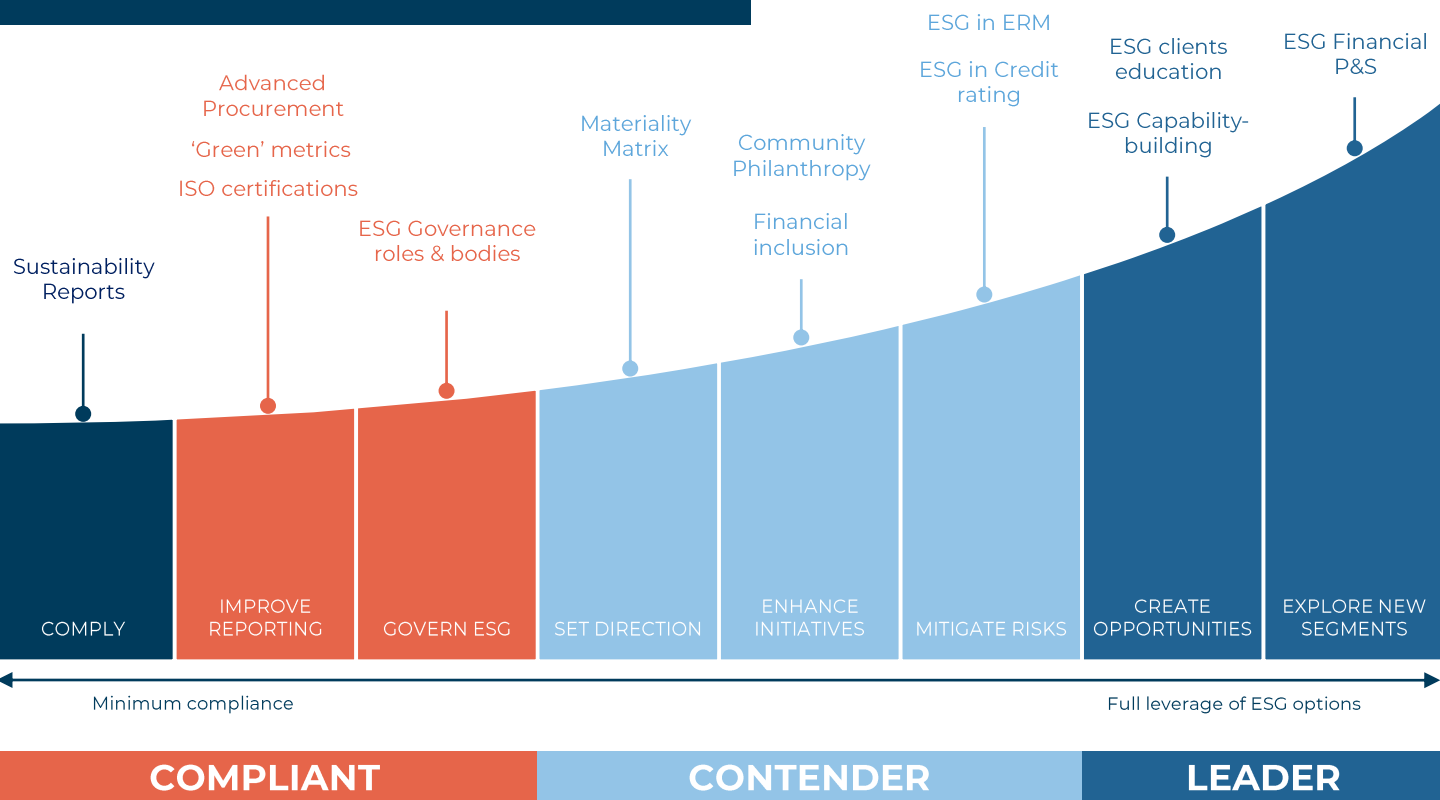 Sustainability
Reports
Advanced
Procurement
‘Green’ metrics
ISO certifications
ESG Governance
roles & bodies
Materiality
Matrix
Community
Philanthropy
Financial
inclusion
ESG in ERM
ESG in Credit
rating
ESG clients
education
ESG Capability-
building
ESG Financial
P&S
COMPLY
IMPROVE
REPORTING
GOVERN ESG
SET DIRECTION
ENHANCE
INITIATIVES
MITIGATE RISKS
CREATE
OPPORTUNITIES
EXPLORE NEW
SEGMENTS
Minimum compliance
Full leverage of ESG options
COMPLIANT
CONTENDER
LEADER